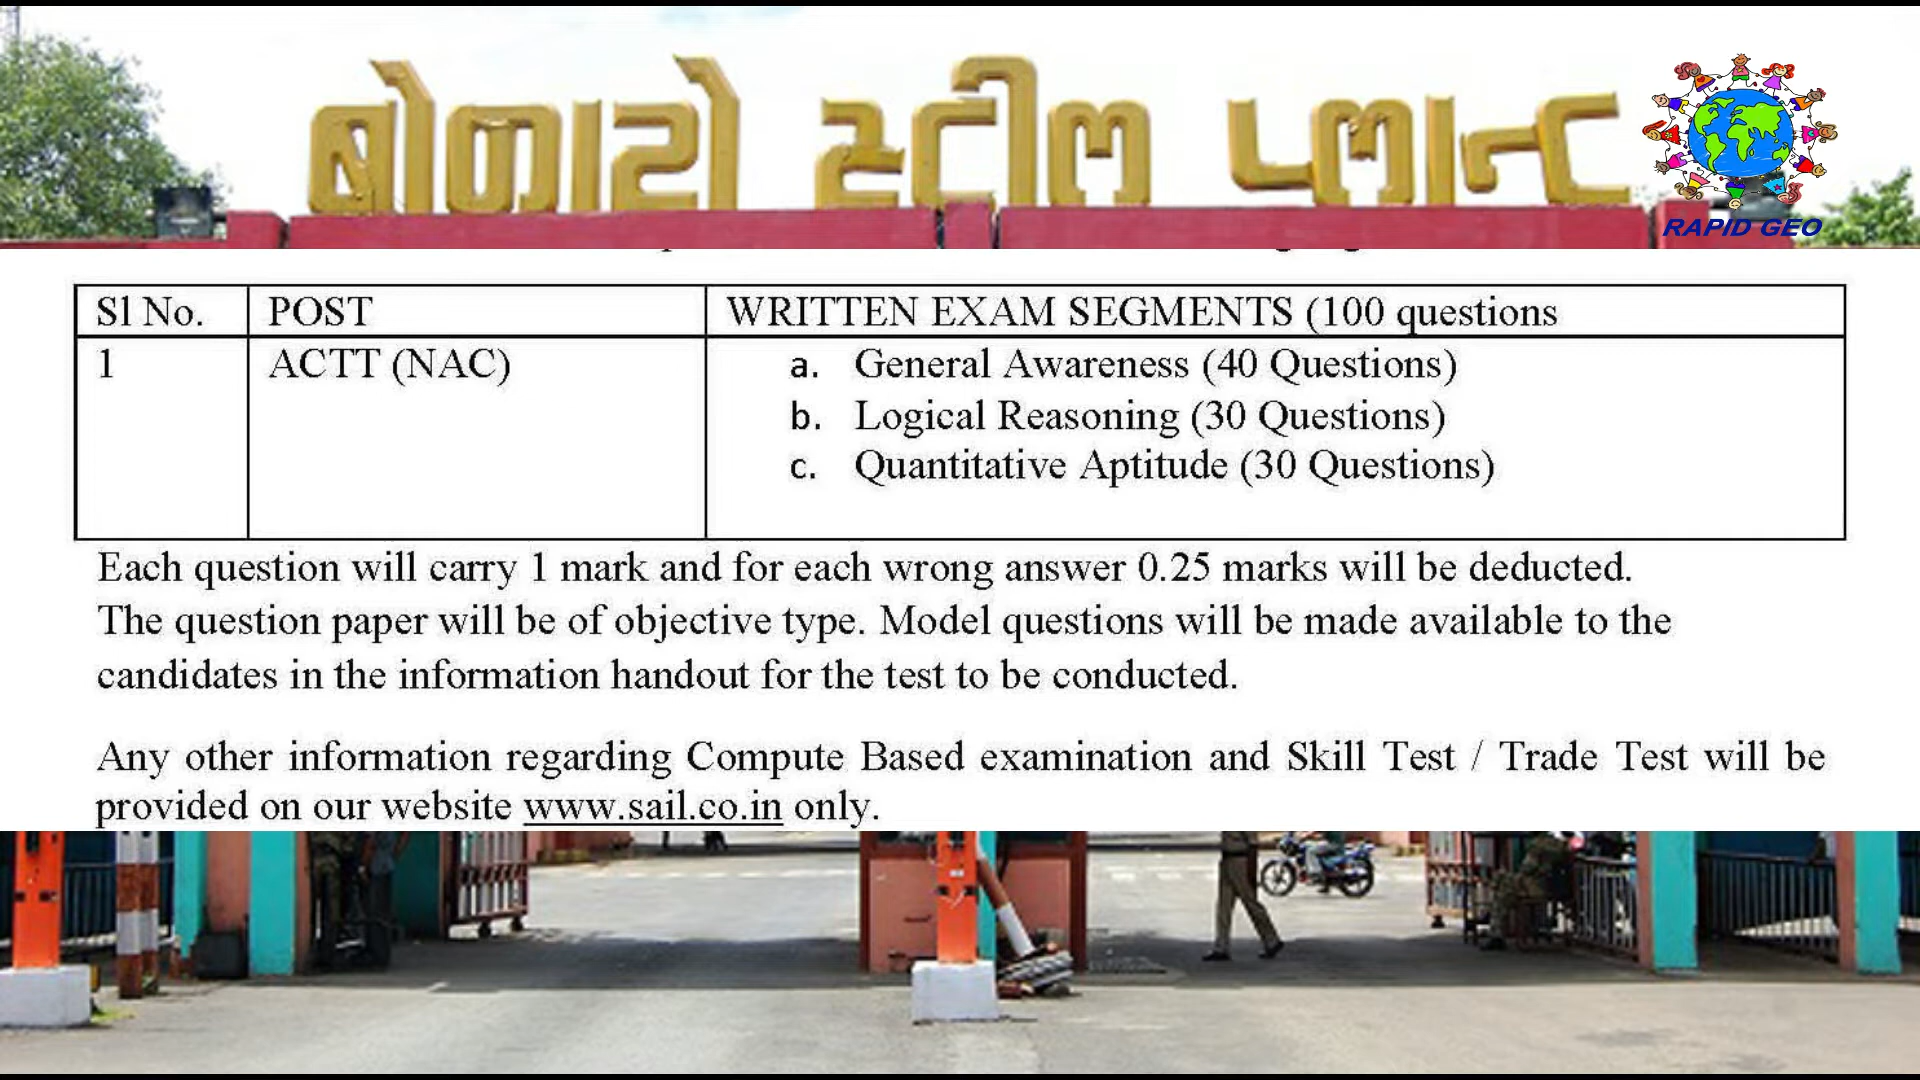 बोकारो स्टील प्लान्ट
RAPID GEO
Sl No. POST WRITTEN EXAM SEGMENTS (100 questions
1 ACTT (NAC) a. General Awareness (40 Questions)
b. Logical Reasoning (30 Questions)
c. Quantitative Aptitude (30 Questions)
Each question will carry 1 mark and for each wrong answer 0.25 marks will be deducted.
The question paper will be of objective type. Model questions will be made available to the
candidates in the information handout for the test to be conducted.
Any other information regarding Compute Based examination and Skill Test / Trade Test will be
provided on our website www.sail.co.in only.